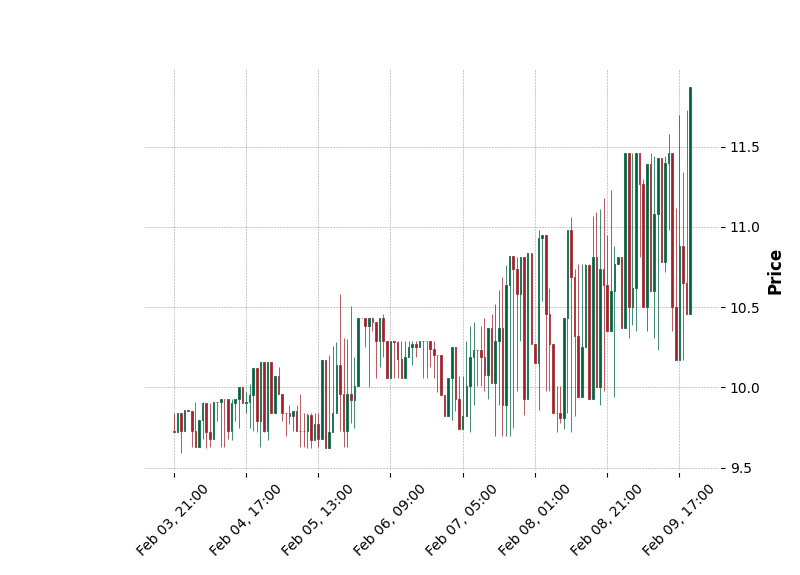 11.5
11.0
10.5
10.0
9.5
Price
Feb 03, 21:00
Feb 04, 17:00
Feb 05, 13:00
Feb 06, 09:00
Feb 07, 05:00
Feb 08, 01:00
Feb 08, 21:00
Feb 09, 17:00